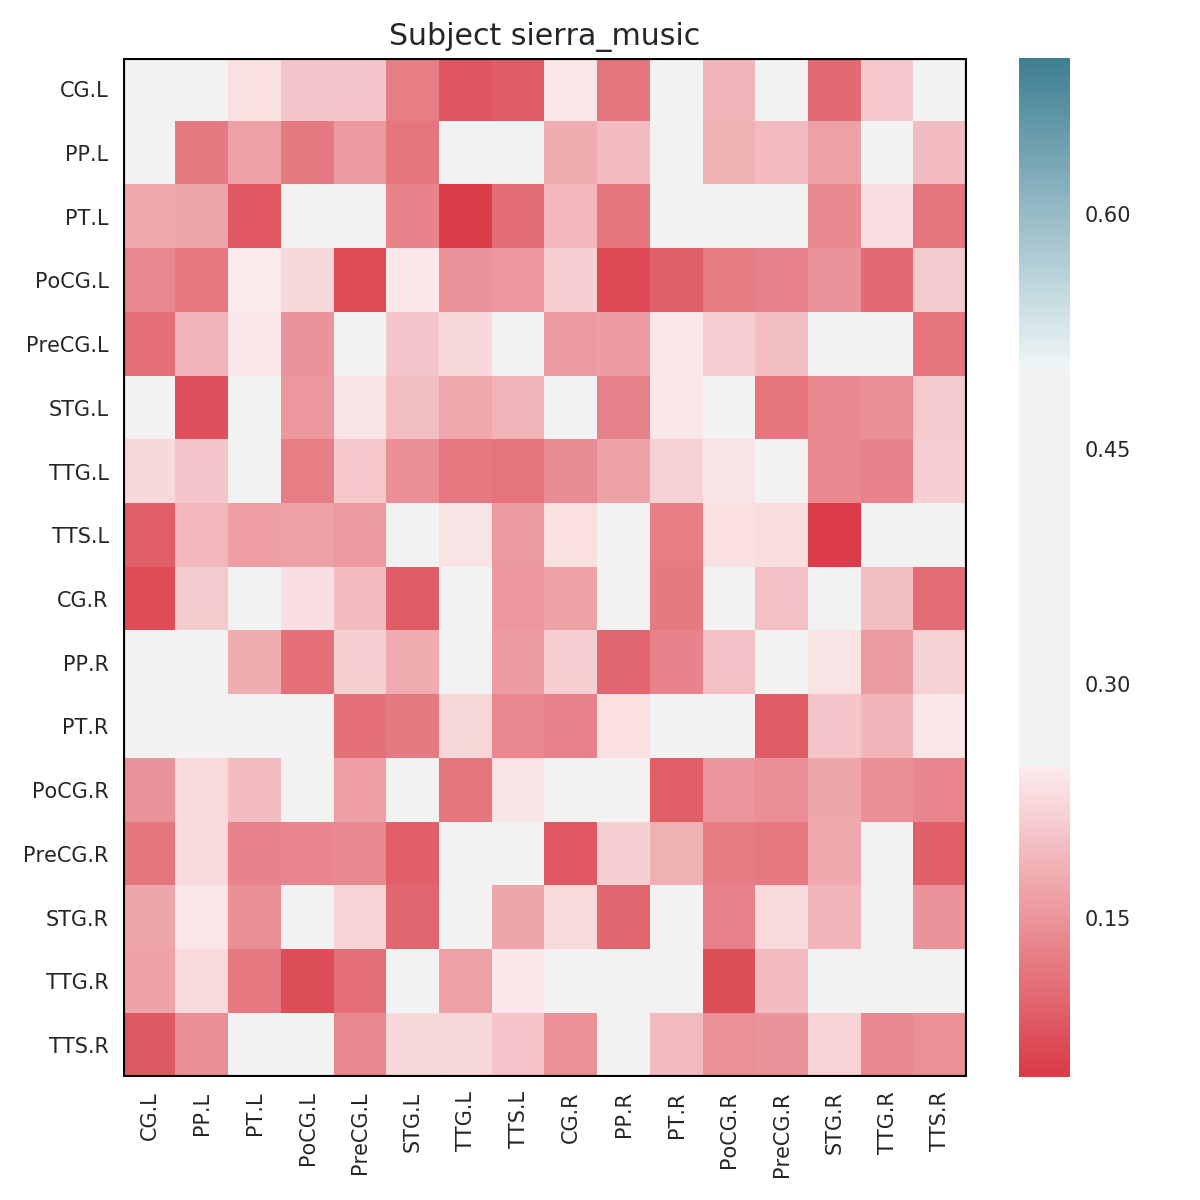 Subject sierra_music
CG.L
PP.L
PT.L
PoCG.L
PreCG.L
STG.L
TTG.L
TTS.L
CG.R
PP.R
PT.R
PoCG.R
PreCG.R
STG.R
TTG.R
TTS.R
CG.L
PP.L
PT.L
PoCG.L
PreCG.L
STG.L
TTG.L
TTS.L
CG.R
PP.R
PT.R
PoCG.R
PreCG.R
STG.R
TTG.R
TTS.R
0.60
0.45
0.30
0.15